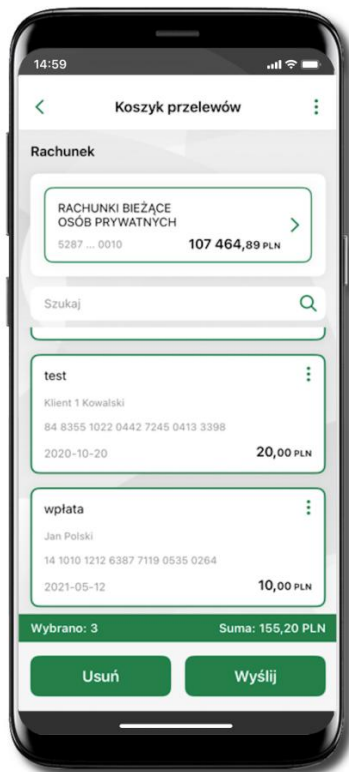 14:59
Koszyk przelewów
Rachunek
RACHUNKI BIEŻĄCE
OSÓB PRYWATNYCH
5287 ... 0010 107 464,89 PLN
Szukaj
test
Klient 1 Kowalski
84 8355 1022 0442 7245 0413 3398
2020-10-20 20,00 PLN
wpłata
Jan Polski
14 1010 1212 6387 7119 0535 0264
2021-05-12 10,00 PLN
Wybrano: 3 Suma: 155,20 PLN
Usuń Wyślij